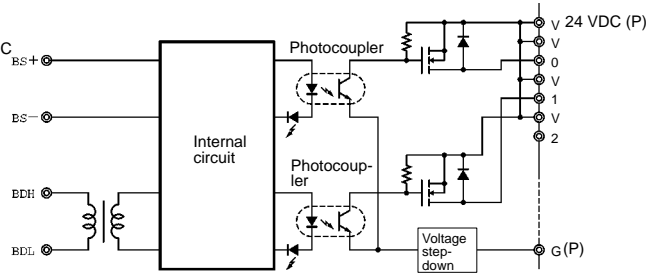 C
BS+
BS−
BDH
BDL
Internal
circuit
Photocoupler
Photocoup-
ler
Voltage
step-
down
V 24 VDC (P)
V
0
V
1
V
2
G (P)